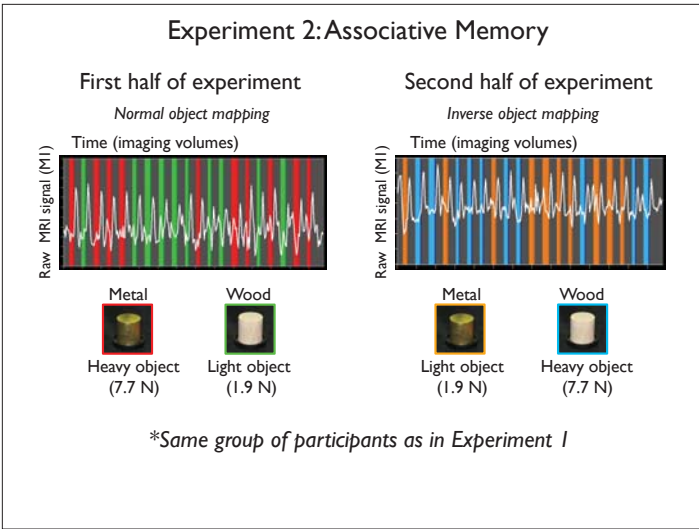 Experiment 2: Associative Memory
First half of experiment
Normal object mapping
Time (imaging volumes)
Raw MRI signal (M1)
Metal
Wood
Heavy object
(7.7 N)
Light object
(1.9 N)
Second half of experiment
Inverse object mapping
Time (imaging volumes)
Raw MRI signal (M1)
Metal
Wood
Light object
(1.9 N)
Heavy object
(7.7 N)
*Same group of participants as in Experiment 1